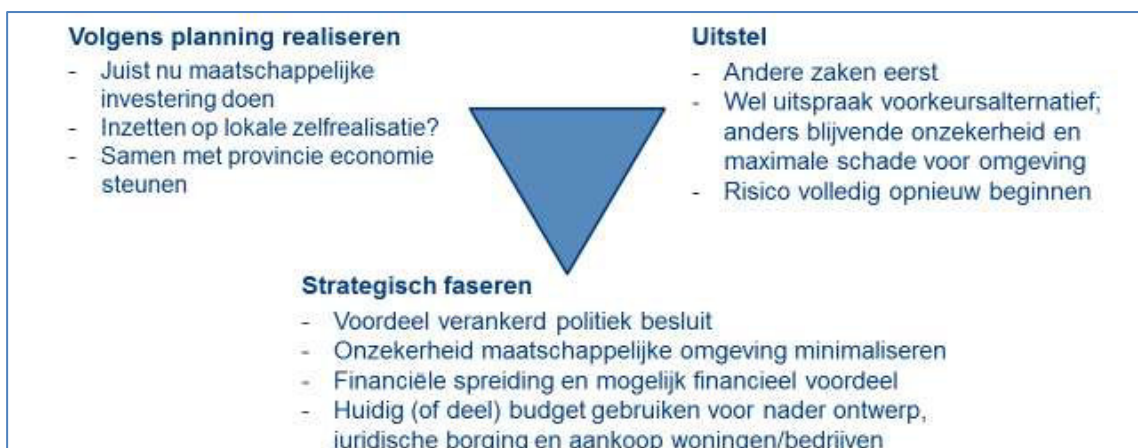 Volgens planning realiseren
- Juist nu maatschappelijke
investering doen
- Inzetten op lokale zelfrealisatie?
- Samen met provincie economie
steunen
Uitstel
- Andere zaken eerst
- Wel uitspraak voorkeursalternatief;
anders blijvende onzekerheid en
maximale schade voor omgeving
- Risico volledig opnieuw beginnen
Strategisch faseren
- Voordeel verankerd politiek besluit
- Onzekerheid maatschappelijke omgeving minimaliseren
- Financiële spreiding en mogelijk financieel voordeel
- Huidig (of deel) budget gebruiken voor nader ontwerp,
juridische borging en aankoop woningen/bedrijven